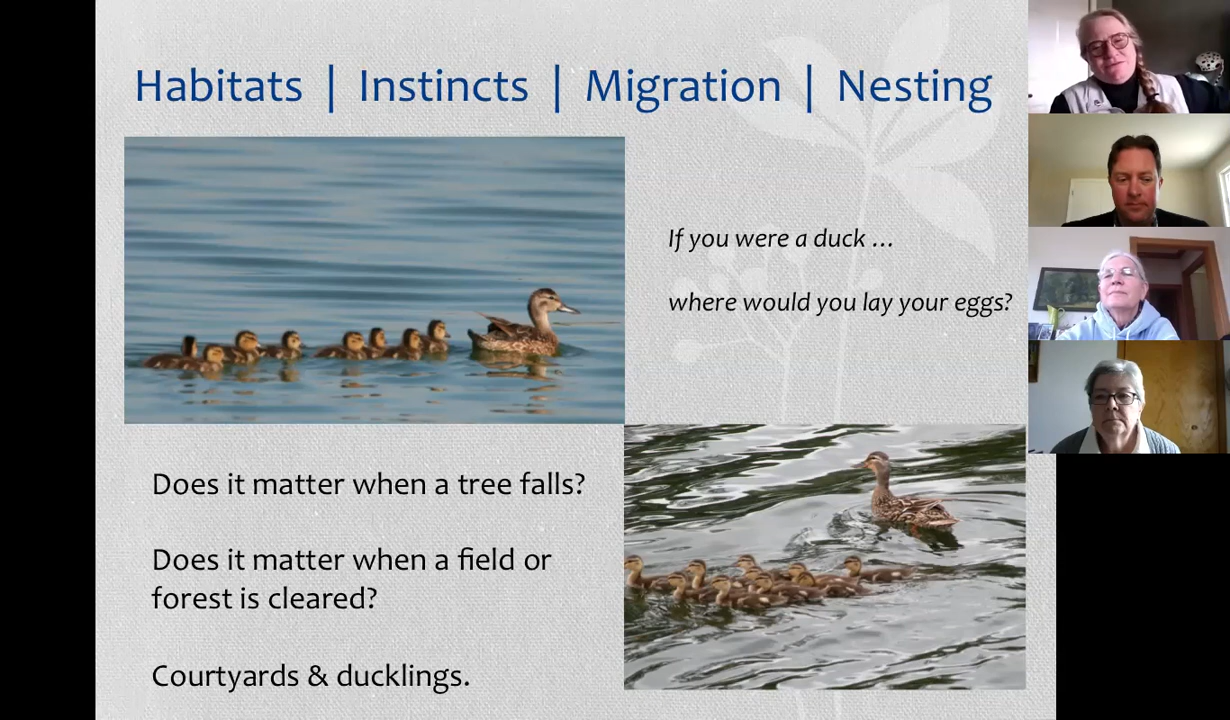 Habitats | Instincts | Migration | Nesting
If you were a duck …
where would you lay your eggs?
Does it matter when a tree falls?
Does it matter when a field or
forest is cleared?
Courtyards & ducklings.